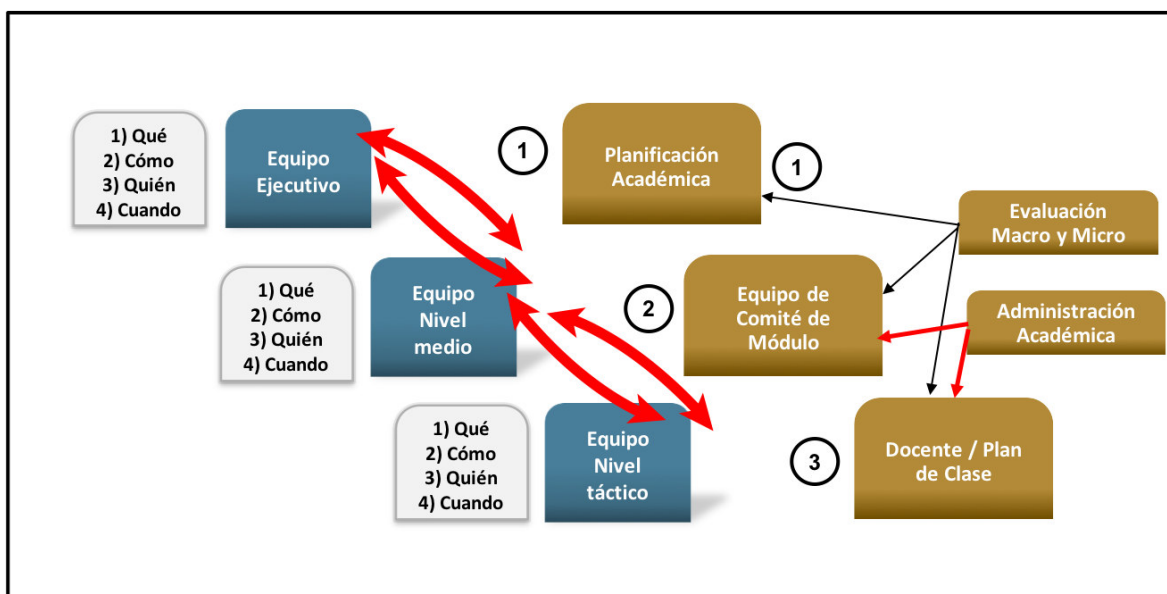 1) Qué
2) Cómo
3) Quién
4) Cuando
Equipo
Ejecutivo
1
Planificación
Académica
1
Evaluación
Macro y Micro
1) Qué
2) Cómo
3) Quién
4) Cuando
Equipo
Nivel
medio
2
Equipo de
Comité de
Módulo
Administración
Académica
1) Qué
2) Cómo
3) Quién
4) Cuando
Equipo
Nivel
táctico
3
Docente / Plan
de Clase